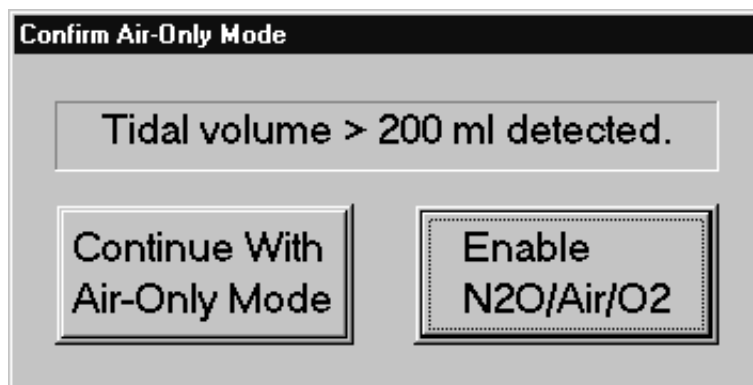 Confirm Air-Only Mode
Tidal volume > 200 ml detected.
Continue With
Air-Only Mode
Enable
N2O/Air/O2